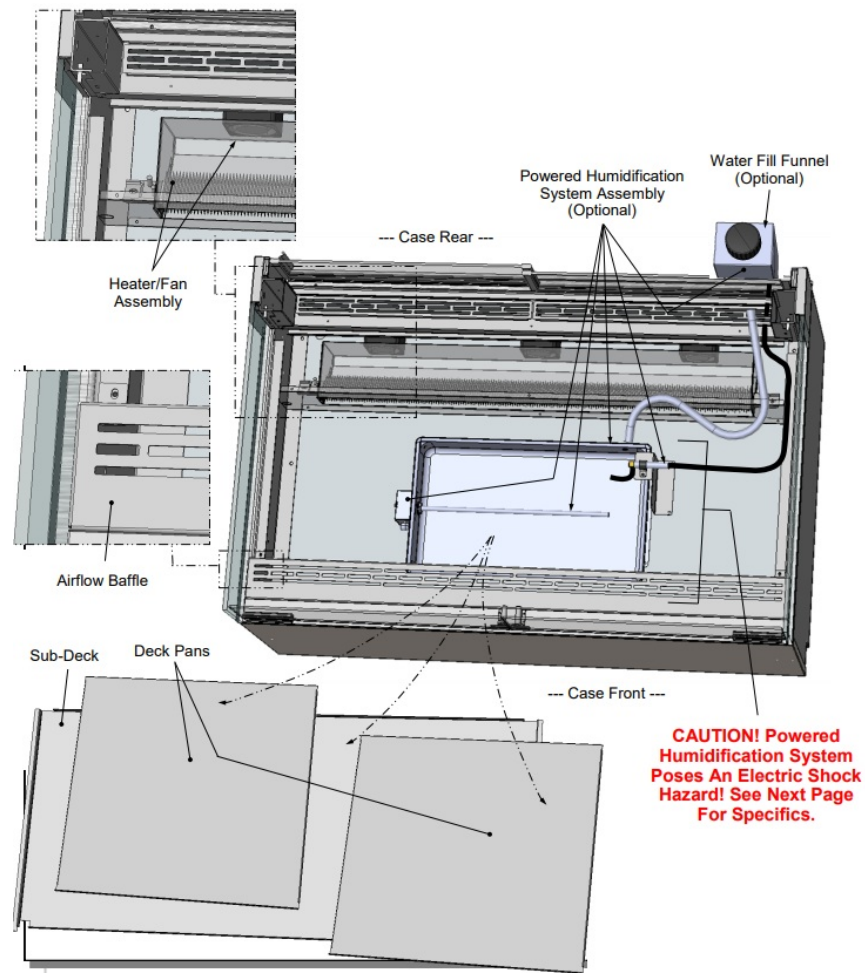 Water Fill Funnel
(Optional)
Powered Humidification
System Assembly
(Optional)
--- Case Rear ---
Heater/Fan
Assembly
Airflow Baffle
Sub-Deck
Deck Pans
--- Case Front ---
CAUTION! Powered
Humidification System
Poses An Electric Shock
Hazard! See Next Page
For Specifics.